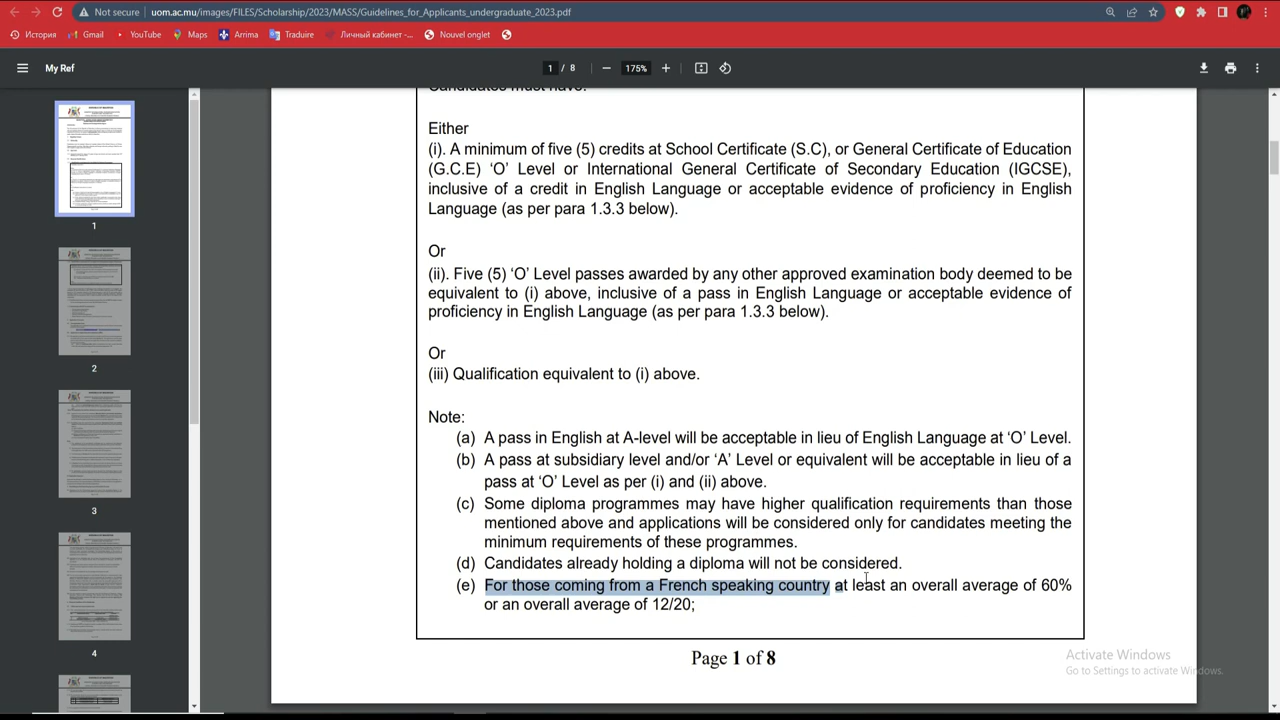 Not secure | uom.ac.mu/images/FILES/Scholarship/2023/MASS/Guidelines_for_Applicants_undergraduate_2023.pdf
История Gmail YouTube Maps Arrima Traduire Личный кабинет -... Nouvel onglet
My Ref 1 / 8 175%
Candidates must have:
Either
(i). A minimum of five (5) credits at School Certificate (S.C), or General Certificate of Education
(G.C.E) ‘O’ Level or International General Certificate of Secondary Education (IGCSE),
inclusive of a credit in English Language or acceptable evidence of proficiency in English
Language (as per para 1.3.3 below).
Or
(ii). Five (5) ‘O’ Level passes awarded by any other approved examination body deemed to be
equivalent to (i) above, inclusive of a pass in English Language or acceptable evidence of
proficiency in English Language (as per para 1.3.3 below).
Or
(iii) Qualification equivalent to (i) above.
Note:
(a) A pass in English at A-level will be acceptable in lieu of English Language at ‘O’ Level.
(b) A pass at subsidiary level and/or ‘A’ Level or equivalent will be acceptable in lieu of a
pass at ‘O’ Level as per (i) and (ii) above.
(c) Some diploma programmes may have higher qualification requirements than those
mentioned above and applications will be considered only for candidates meeting the
minimum requirements of these programmes.
(d) Candidates already holding a diploma will not be considered.
(e) For those coming from a French speaking country at least an overall average of 60%
or an overall average of 12/20;
Page 1 of 8
Activate Windows
Go to Settings to activate Windows.
1
2
3
4